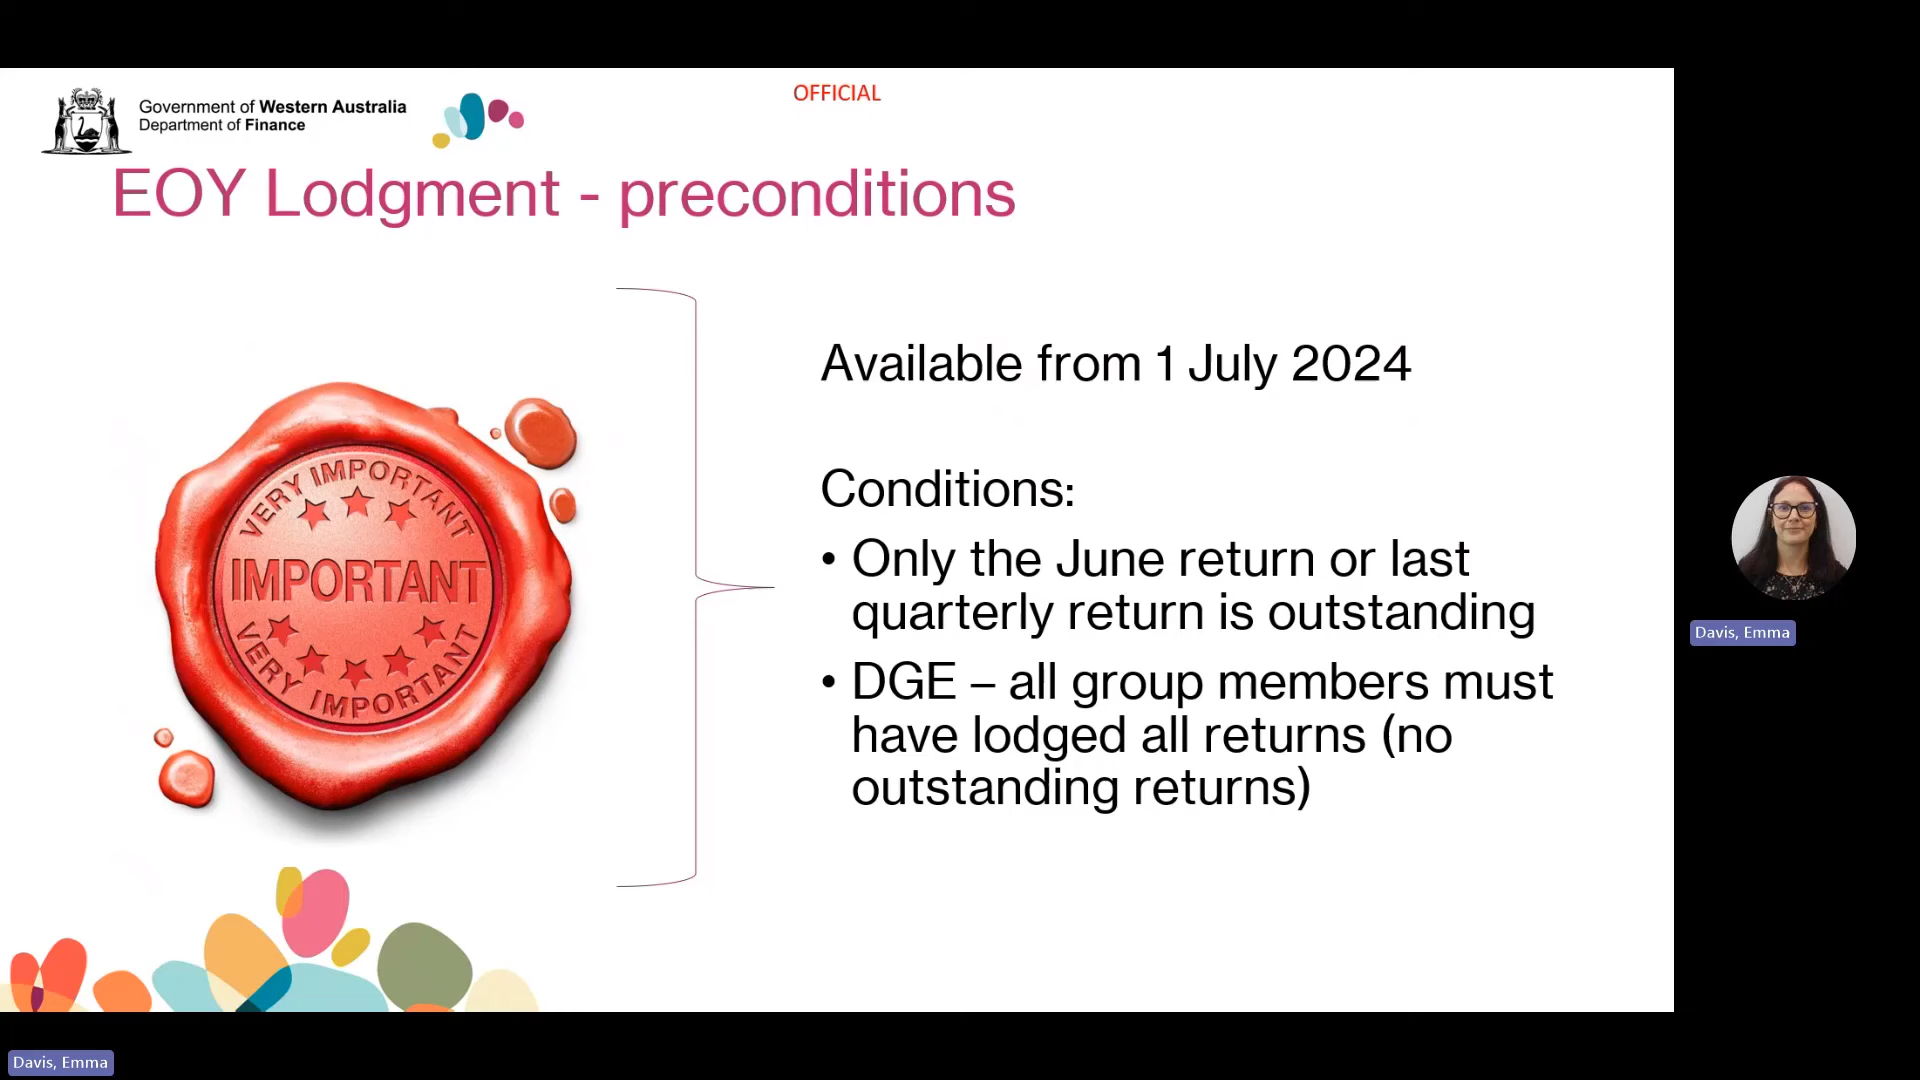 OFFICIAL
Government of Western Australia
Department of Finance
EOY Lodgment - preconditions
VERY IMPORTANT
IMPORTANT
VERY IMPORTANT
Available from 1 July 2024
Conditions:
• Only the June return or last
quarterly return is outstanding
• DGE – all group members must
have lodged all returns (no
outstanding returns)
Davis, Emma
Davis, Emma